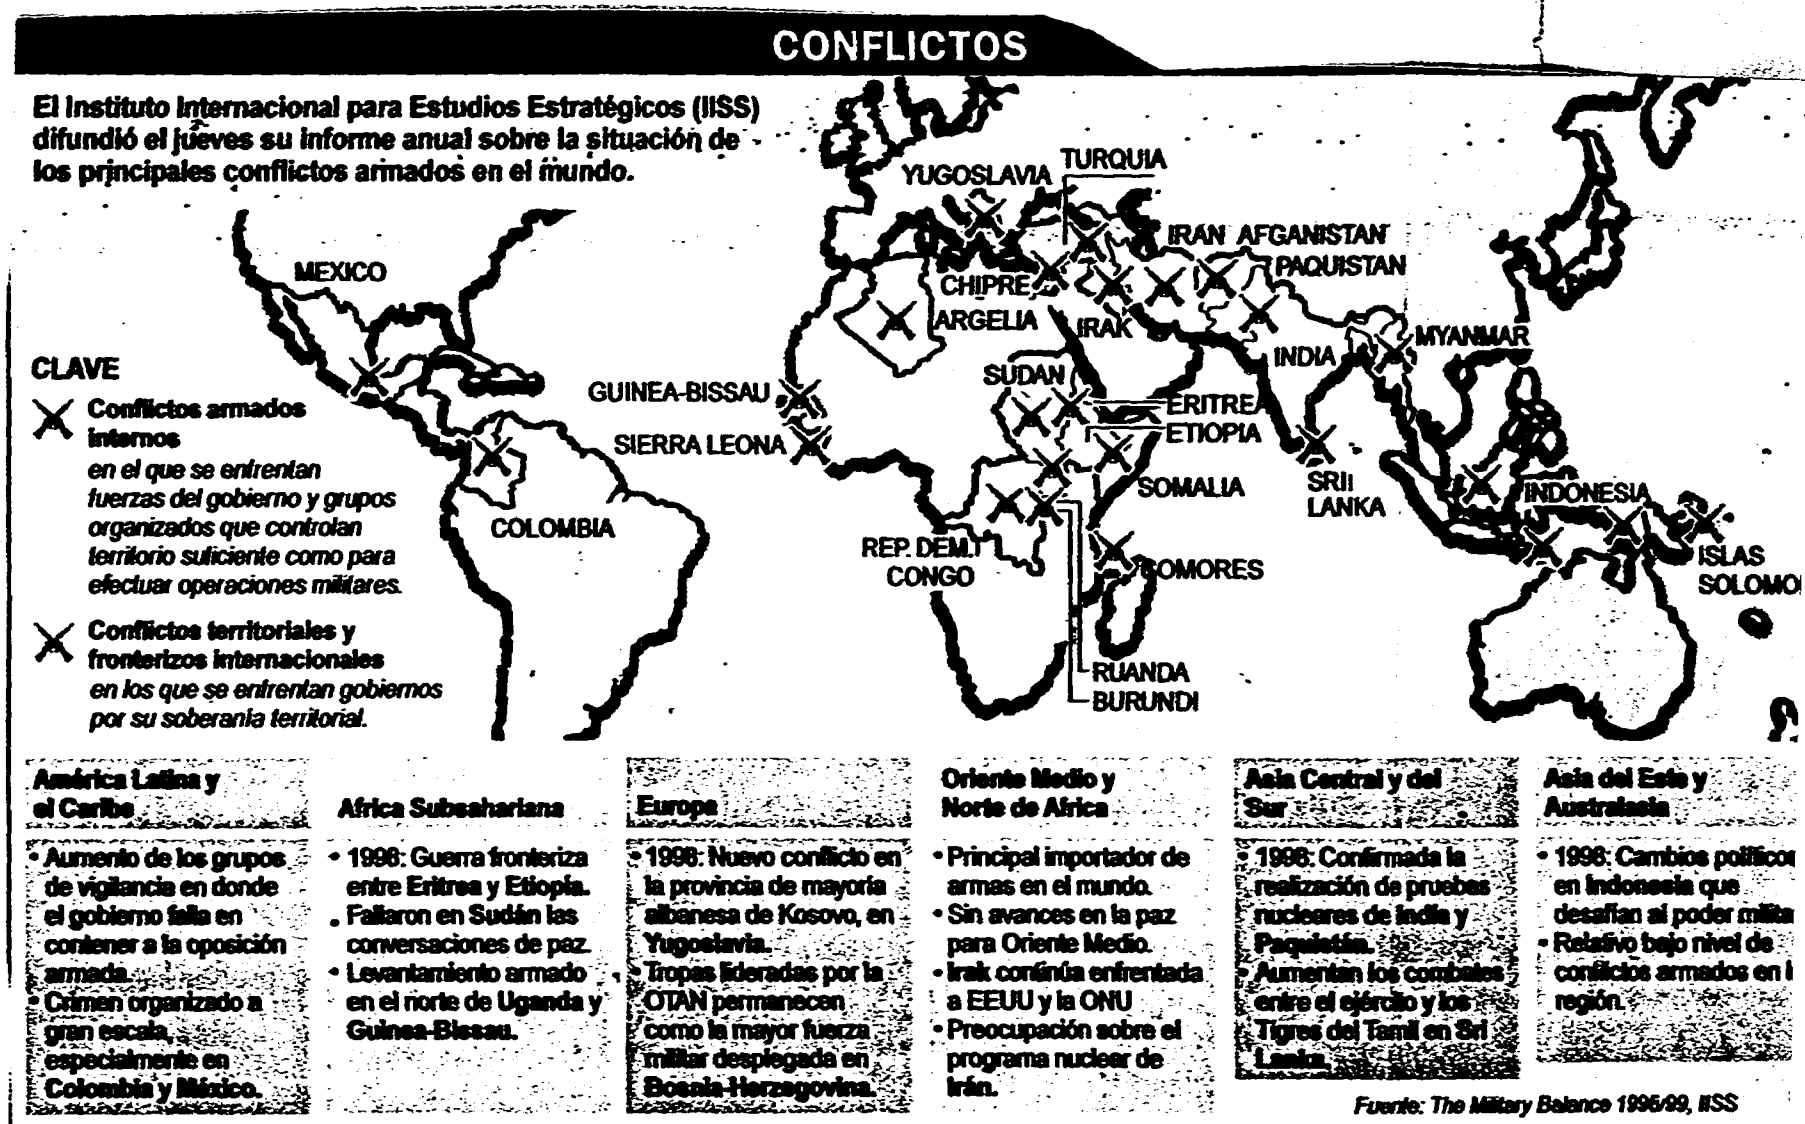 CONFLICTOS
El Instituto Internacional para Estudios Estratégicos (IISS)
difundió el jueves su informe anual sobre la situación de
los principales conflictos armados en el mundo.
TURQUIA
YUGOSLAVIA
IRAN AFGANISTAN
PAQUISTAN
MEXICO
CHIPRE
ARGELIA
IRAK
MYANMAR
INDIA
SUDAN
GUINEA-BISSAU
ERITREA
ETIOPIA
SIERRA LEONA
SOMALIA
SRI
LANKA
INDONESIA
COLOMBIA
REP. DEM.
CONGO
COMORES
ISLAS
SOLOMO
RUANDA
BURUNDI
CLAVE
Conflictos armados
internos
en el que se enfrentan
fuerzas del gobierno y grupos
organizados que controlan
territorio suficiente como para
efectuar operaciones militares.
Conflictos territoriales y
fronterizos internacionales
en los que se enfrentan gobiernos
por su soberanía territorial.
América Latina y
el Caribe
• Aumento de los grupos
de vigilancia en donde
el gobierno falla en
contener a la oposición
armada.
• Crimen organizado a
gran escala,
especialmente en
Colombia y México.
Africa Subsahariana
• 1998: Guerra fronteriza
entre Eritrea y Etiopía.
• Fallaron en Sudán las
conversaciones de paz.
• Levantamiento armado
en el norte de Uganda y
Guinea-Bissau.
Europa
• 1998: Nuevo conflicto en
la provincia de mayoría
albanesa de Kosovo, en
Yugoslavia.
• Tropas lideradas por la
OTAN permanecen
como la mayor fuerza
militar desplegada en
Bosnia-Herzegovina.
Oriente Medio y
Norte de Africa
• Principal importador de
armas en el mundo.
• Sin avances en la paz
para Oriente Medio.
• Irak continúa enfrentada
a EEUU y la ONU
• Preocupación sobre el
programa nuclear de
Irán.
Asia Central y del
Sur
• 1998: Confirmada la
realización de pruebas
nucleares de India y
Paquistán.
• Aumentan los combates
entre el ejército y los
Tigres del Tamil en Sri
Lanka.
Asia del Este y
Australasia
• 1998: Cambios políticos
en Indonesia que
desafían al poder milita
• Relativo bajo nivel de
conflictos armados en l
región.
Fuente: The Military Balance 1998/99, IISS